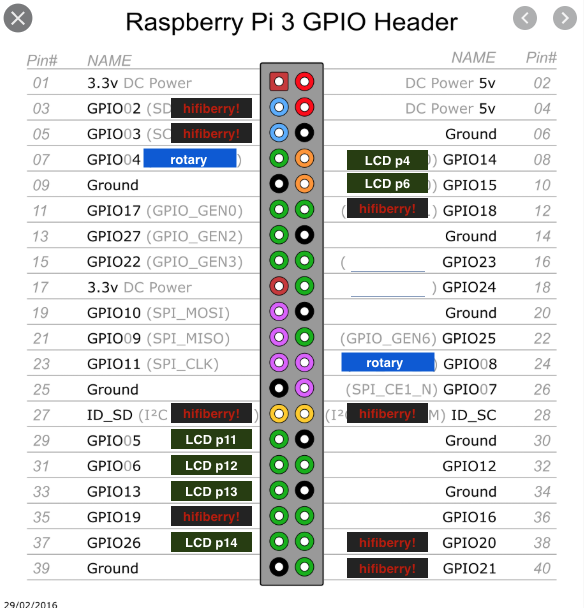 Raspberry Pi 3 GPIO Header
Pin# NAME NAME Pin#
01 3.3v DC Power DC Power 5v 02
03 GPIO02 (SD hifiberry! DC Power 5v 04
05 GPIO03 (SC hifiberry! Ground 06
07 GPIO04 rotary ) LCD p4 ) GPIO14 08
09 Ground LCD p6 ) GPIO15 10
11 GPIO17 (GPIO_GEN0) ( hifiberry! ) GPIO18 12
13 GPIO27 (GPIO_GEN2) Ground 14
15 GPIO22 (GPIO_GEN3) ( GPIO23 16
17 3.3v DC Power ) GPIO24 18
19 GPIO10 (SPI_MOSI) Ground 20
21 GPIO09 (SPI_MISO) (GPIO_GEN6) GPIO25 22
23 GPIO11 (SPI_CLK) rotary ) GPIO08 24
25 Ground (SPI_CE1_N) GPIO07 26
27 ID_SD (I²C hifiberry! ) (I²C hifiberry! M) ID_SC 28
29 GPIO05 LCD p11 Ground 30
31 GPIO06 LCD p12 GPIO12 32
33 GPIO13 LCD p13 Ground 34
35 GPIO19 hifiberry! GPIO16 36
37 GPIO26 LCD p14 hifiberry! GPIO20 38
39 Ground hifiberry! GPIO21 40
29/02/2016